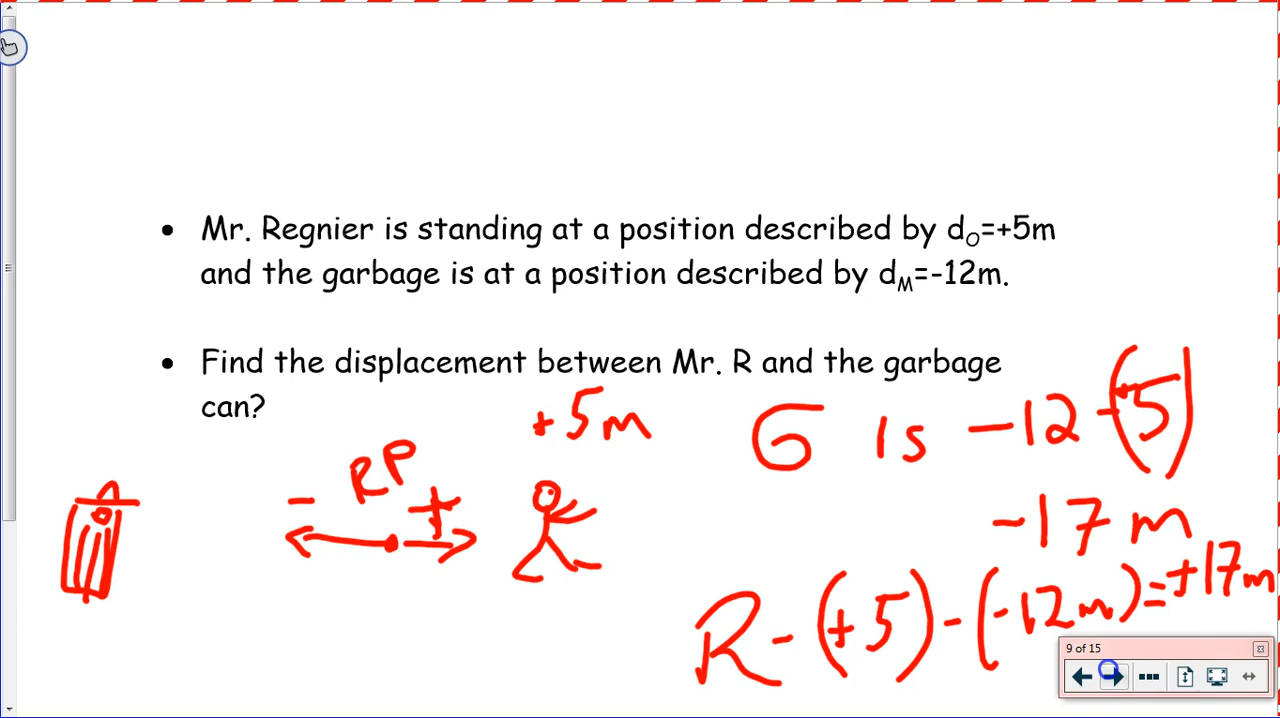 • Mr. Regnier is standing at a position described by dO=+5m
and the garbage is at a position described by dM=-12m.
• Find the displacement between Mr. R and the garbage
can?
+5m
G is -12-(+5)
- RP +
-17 m
R - (+5) - (-12m) = +17m
9 of 15